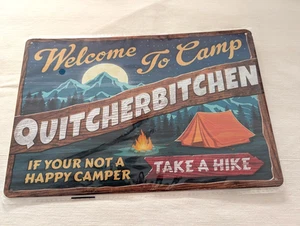 Welcome To Camp
QUITCHERBITCHEN
IF YOUR NOT A
HAPPY CAMPER
TAKE A HIKE